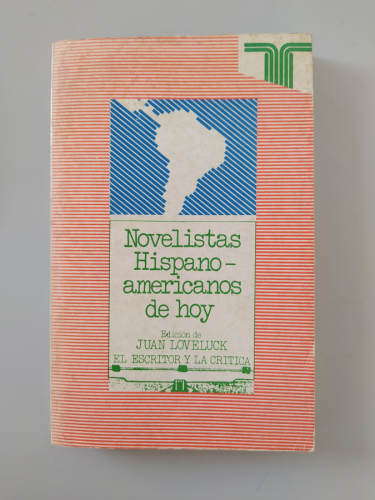 Novelistas
Hispano-
americanos
de hoy
Edición de
JUAN LOVELUCK
EL ESCRITOR Y LA CRITICA